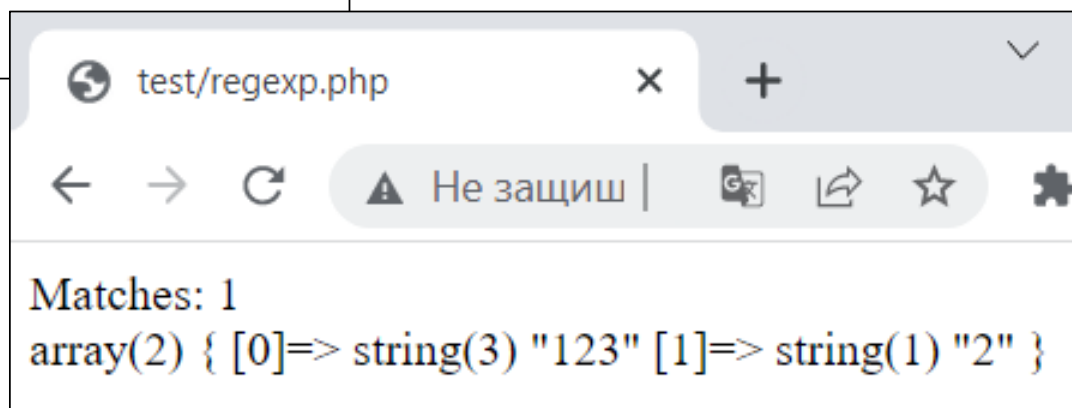 test/regexp.php
Не защиш
Matches: 1
array(2) { [0]=> string(3) "123" [1]=> string(1) "2" }